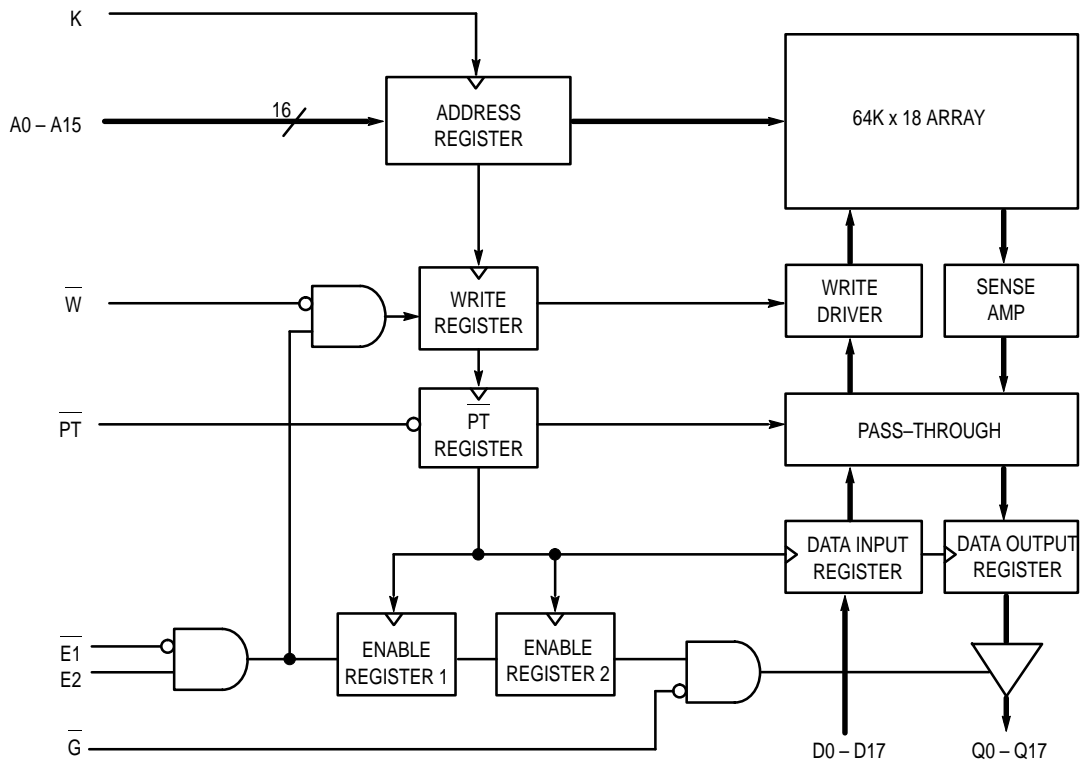 K
A0 – A15
16
ADDRESS
REGISTER
64K x 18 ARRAY
W
WRITE
REGISTER
WRITE
DRIVER
SENSE
AMP
PT
PT
REGISTER
PASS–THROUGH
DATA INPUT
REGISTER
DATA OUTPUT
REGISTER
E1
E2
ENABLE
REGISTER 1
ENABLE
REGISTER 2
G
D0 – D17
Q0 – Q17